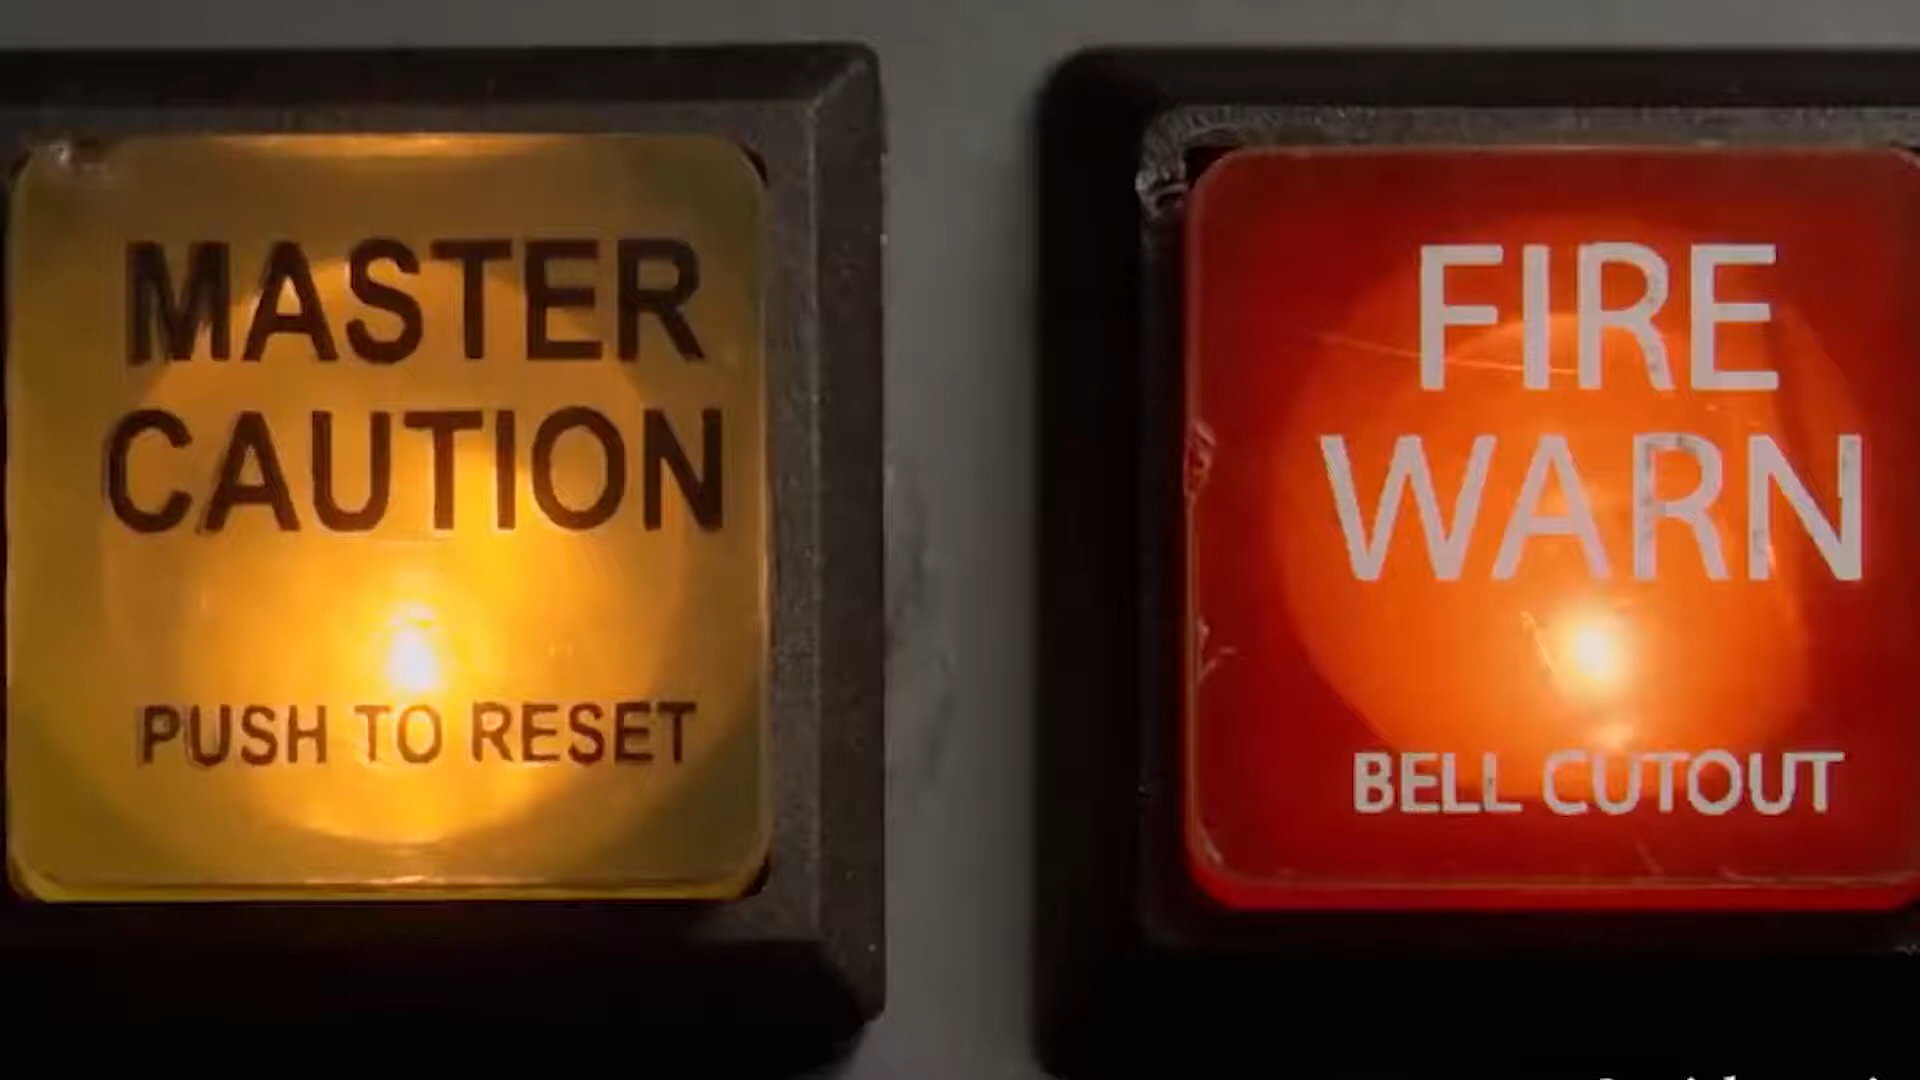 MASTER
CAUTION
PUSH TO RESET
FIRE
WARN
BELL CUTOUT